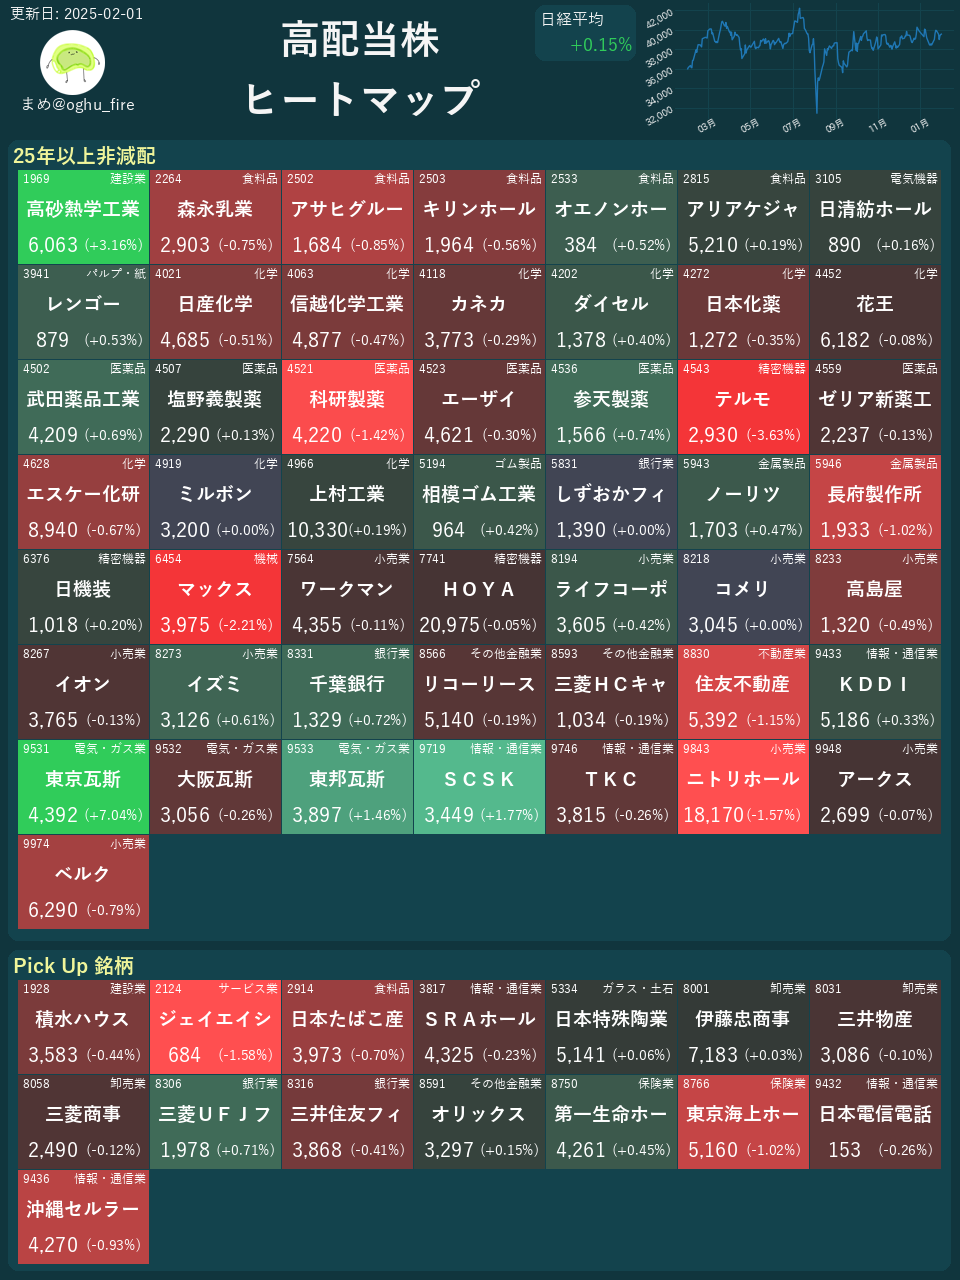 更新日: 2025-02-01
まめ@oghu_fire
高配当株
ヒートマップ
日経平均
+0.15%
42,000
40,000
38,000
36,000
34,000
32,000
03月 05月 07月 09月 11月 01月
25年以上非減配
1969 建設業
高砂熱学工業
6,063 (+3.16%)
2264 食料品
森永乳業
2,903 (-0.75%)
2502 食料品
アサヒグルー
1,684 (-0.85%)
2503 食料品
キリンホール
1,964 (-0.56%)
2533 食料品
オエノンホー
384 (+0.52%)
2815 食料品
アリアケジャ
5,210 (+0.19%)
3105 電気機器
日清紡ホール
890 (+0.16%)
3941 パルプ・紙
レンゴー
879 (+0.53%)
4021 化学
日産化学
4,685 (-0.51%)
4063 化学
信越化学工業
4,877 (-0.47%)
4118 化学
カネカ
3,773 (-0.29%)
4202 化学
ダイセル
1,378 (+0.40%)
4272 化学
日本化薬
1,272 (-0.35%)
4452 化学
花王
6,182 (-0.08%)
4502 医薬品
武田薬品工業
4,209 (+0.69%)
4507 医薬品
塩野義製薬
2,290 (+0.13%)
4521 医薬品
科研製薬
4,220 (-1.42%)
4523 医薬品
エーザイ
4,621 (-0.30%)
4536 医薬品
参天製薬
1,566 (+0.74%)
4543 精密機器
テルモ
2,930 (-3.63%)
4559 医薬品
ゼリア新薬工
2,237 (-0.13%)
4628 化学
エスケー化研
8,940 (-0.67%)
4919 化学
ミルボン
3,200 (+0.00%)
4966 化学
上村工業
10,330 (+0.19%)
5194 ゴム製品
相模ゴム工業
964 (+0.42%)
5831 銀行業
しずおかフィ
1,390 (+0.00%)
5943 金属製品
ノーリツ
1,703 (+0.47%)
5946 金属製品
長府製作所
1,933 (-1.02%)
6376 精密機器
日機装
1,018 (+0.20%)
6454 機械
マックス
3,975 (-2.21%)
7564 小売業
ワークマン
4,355 (-0.11%)
7741 精密機器
ＨＯＹＡ
20,975 (-0.05%)
8194 小売業
ライフコーポ
3,605 (+0.42%)
8218 小売業
コメリ
3,045 (+0.00%)
8233 小売業
高島屋
1,320 (-0.49%)
8267 小売業
イオン
3,765 (-0.13%)
8273 小売業
イズミ
3,126 (+0.61%)
8331 銀行業
千葉銀行
1,329 (+0.72%)
8566 その他金融業
リコーリース
5,140 (-0.19%)
8593 その他金融業
三菱ＨＣキャ
1,034 (-0.19%)
8830 不動産業
住友不動産
5,392 (-1.15%)
9433 情報・通信業
ＫＤＤＩ
5,186 (+0.33%)
9531 電気・ガス業
東京瓦斯
4,392 (+7.04%)
9532 電気・ガス業
大阪瓦斯
3,056 (-0.26%)
9533 電気・ガス業
東邦瓦斯
3,897 (+1.46%)
9719 情報・通信業
ＳＣＳＫ
3,449 (+1.77%)
9746 情報・通信業
ＴＫＣ
3,815 (-0.26%)
9843 小売業
ニトリホール
18,170 (-1.57%)
9948 小売業
アークス
2,699 (-0.07%)
9974 小売業
ベルク
6,290 (-0.79%)
Pick Up 銘柄
1928 建設業
積水ハウス
3,583 (-0.44%)
2124 サービス業
ジェイエイシ
684 (-1.58%)
2914 食料品
日本たばこ産
3,973 (-0.70%)
3817 情報・通信業
ＳＲＡホール
4,325 (-0.23%)
5334 ガラス・土石
日本特殊陶業
5,141 (+0.06%)
8001 卸売業
伊藤忠商事
7,183 (+0.03%)
8031 卸売業
三井物産
3,086 (-0.10%)
8058 卸売業
三菱商事
2,490 (-0.12%)
8306 銀行業
三菱ＵＦＪフ
1,978 (+0.71%)
8316 銀行業
三井住友フィ
3,868 (-0.41%)
8591 その他金融業
オリックス
3,297 (+0.15%)
8750 保険業
第一生命ホー
4,261 (+0.45%)
8766 保険業
東京海上ホー
5,160 (-1.02%)
9432 情報・通信業
日本電信電話
153 (-0.26%)
9436 情報・通信業
沖縄セルラー
4,270 (-0.93%)